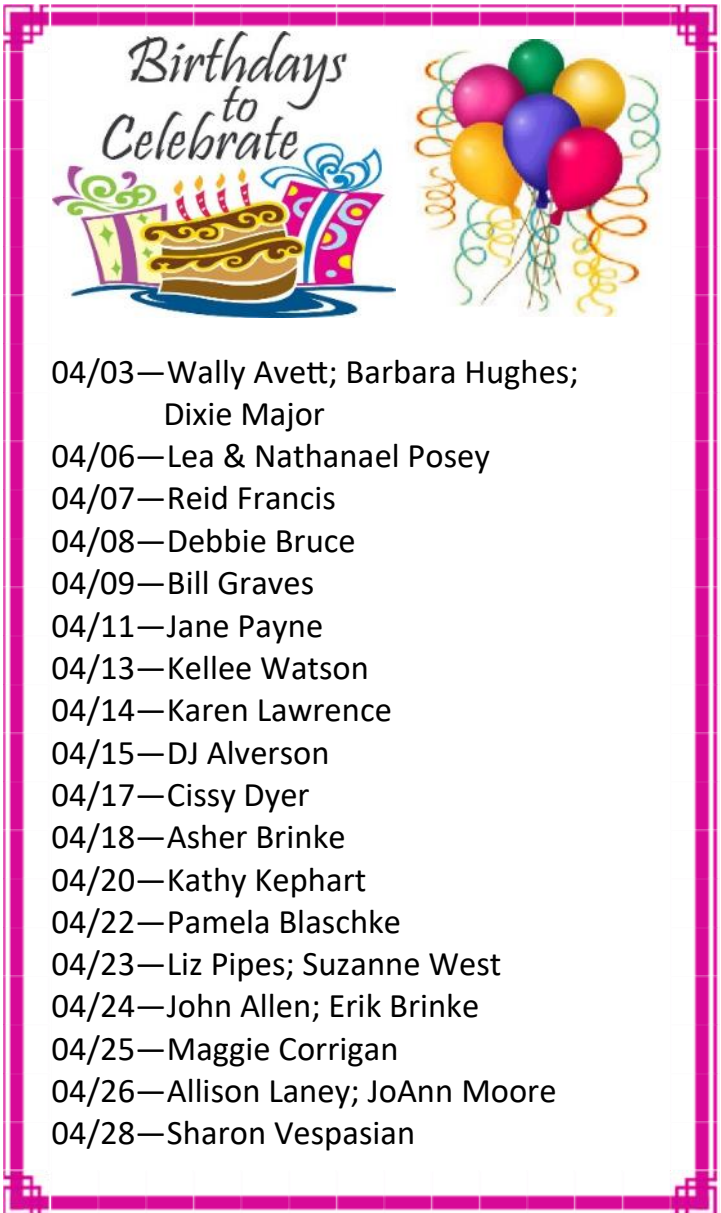 Birthdays
to
Celebrate
04/03—Wally Avett; Barbara Hughes;
Dixie Major
04/06—Lea & Nathanael Posey
04/07—Reid Francis
04/08—Debbie Bruce
04/09—Bill Graves
04/11—Jane Payne
04/13—Kellee Watson
04/14—Karen Lawrence
04/15—DJ Alverson
04/17—Cissy Dyer
04/18—Asher Brinke
04/20—Kathy Kephart
04/22—Pamela Blaschke
04/23—Liz Pipes; Suzanne West
04/24—John Allen; Erik Brinke
04/25—Maggie Corrigan
04/26—Allison Laney; JoAnn Moore
04/28—Sharon Vespasian